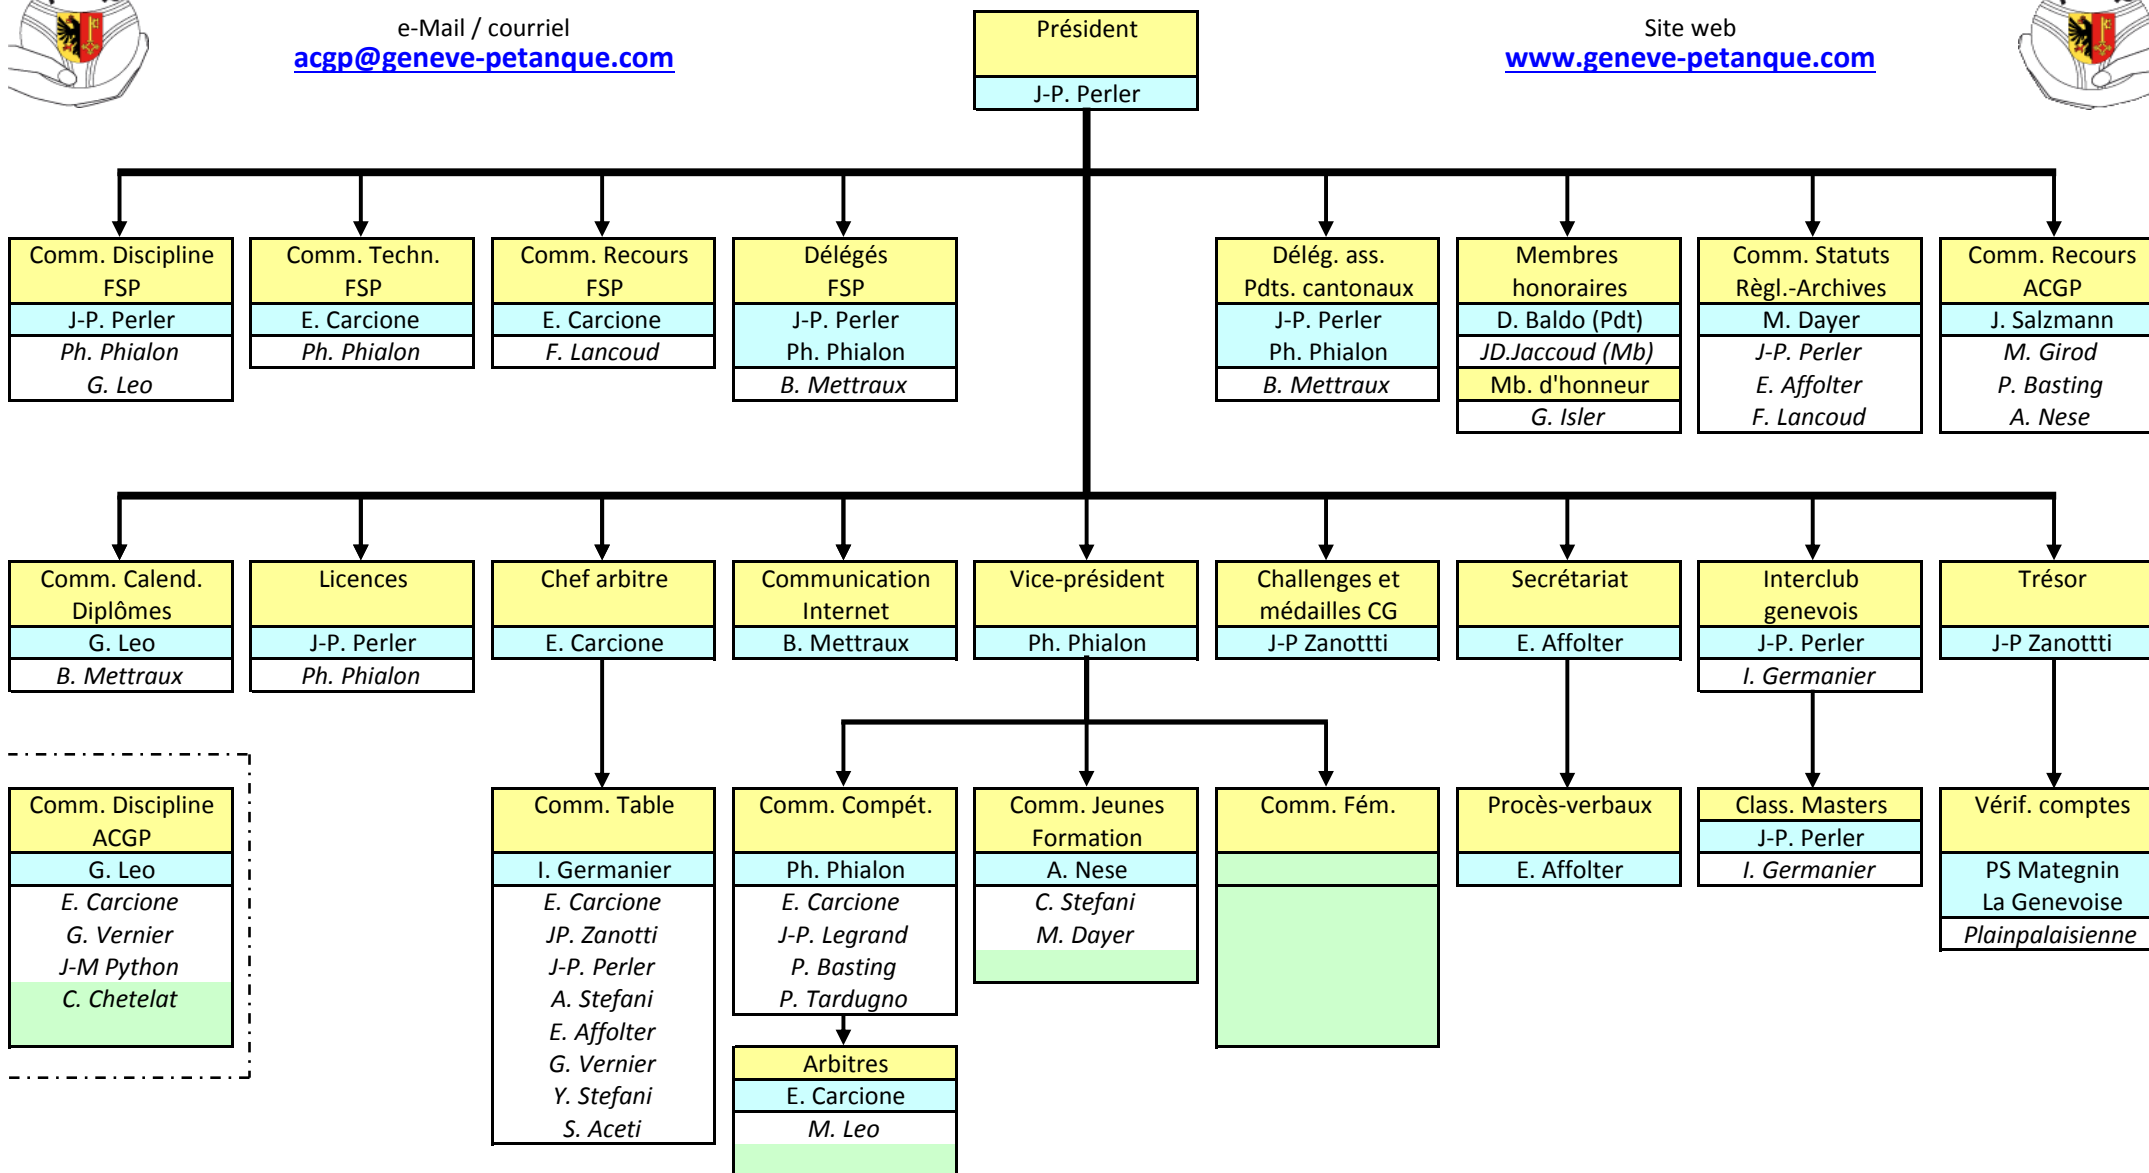 e-Mail / courriel
acgp@geneve-petanque.com
Président
J-P. Perler
Site web
www.geneve-petanque.com
Comm. Discipline
FSP
J-P. Perler
Ph. Phialon
G. Leo
Comm. Techn.
FSP
E. Carcione
Ph. Phialon
Comm. Recours
FSP
E. Carcione
F. Lancoud
Délégés
FSP
J-P. Perler
Ph. Phialon
B. Mettraux
Délég. ass.
Pdts. cantonaux
J-P. Perler
Ph. Phialon
B. Mettraux
Membres
honoraires
D. Baldo (Pdt)
JD.Jaccoud (Mb)
Mb. d'honneur
G. Isler
Comm. Statuts
Règl.-Archives
M. Dayer
J-P. Perler
E. Affolter
F. Lancoud
Comm. Recours
ACGP
J. Salzmann
M. Girod
P. Basting
A. Nese
Comm. Calend.
Diplômes
G. Leo
B. Mettraux
Licences
J-P. Perler
Ph. Phialon
Chef arbitre
E. Carcione
Communication
Internet
B. Mettraux
Vice-président
Ph. Phialon
Challenges et
médailles CG
J-P Zanottti
Secrétariat
E. Affolter
Interclub
genevois
J-P. Perler
I. Germanier
Trésor
J-P Zanottti
Comm. Discipline
ACGP
G. Leo
E. Carcione
G. Vernier
J-M Python
C. Chetelat
Comm. Table
I. Germanier
E. Carcione
JP. Zanotti
J-P. Perler
A. Stefani
E. Affolter
G. Vernier
Y. Stefani
S. Aceti
Comm. Compét.
Ph. Phialon
E. Carcione
J-P. Legrand
P. Basting
P. Tardugno
Arbitres
E. Carcione
M. Leo
Comm. Jeunes
Formation
A. Nese
C. Stefani
M. Dayer
Comm. Fém.
Procès-verbaux
E. Affolter
Class. Masters
J-P. Perler
I. Germanier
Vérif. comptes
PS Mategnin
La Genevoise
Plainpalaisienne